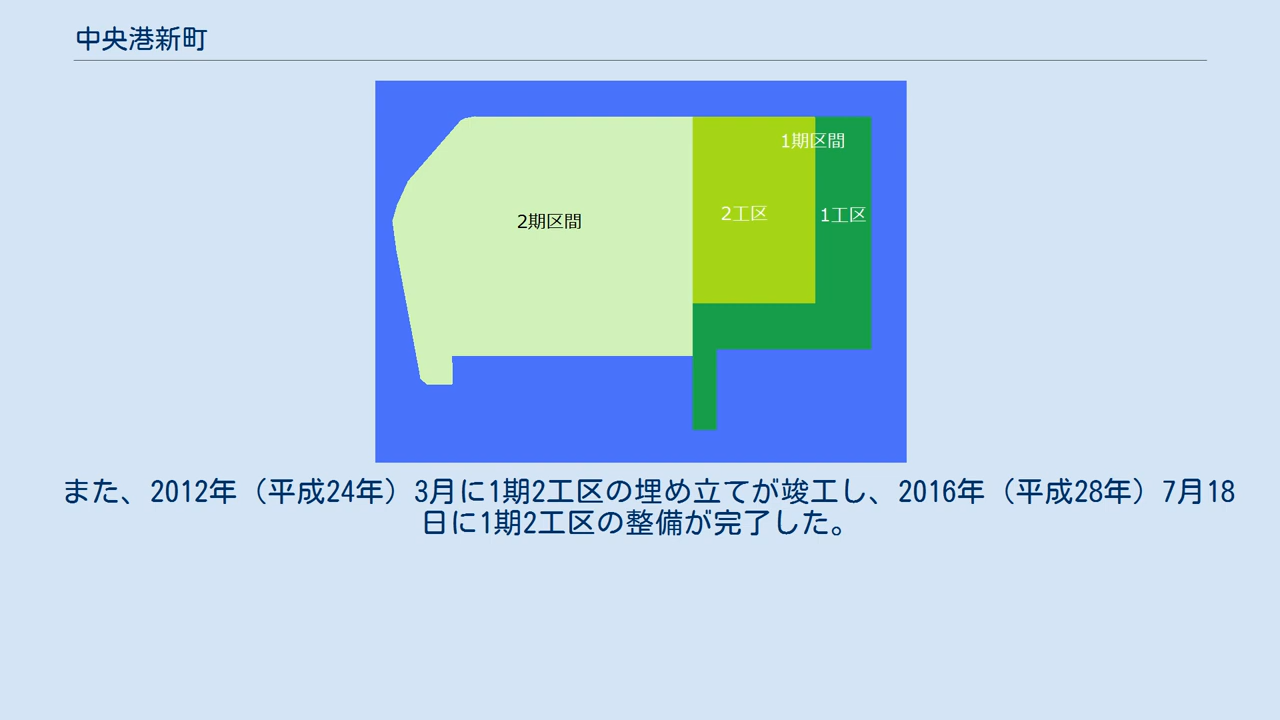 中央港新町
1期区間
2工区
1工区
2期区間
また、2012年（平成24年）3月に1期2工区の埋め立てが竣工し、2016年（平成28年）7月18
日に1期2工区の整備が完了した。